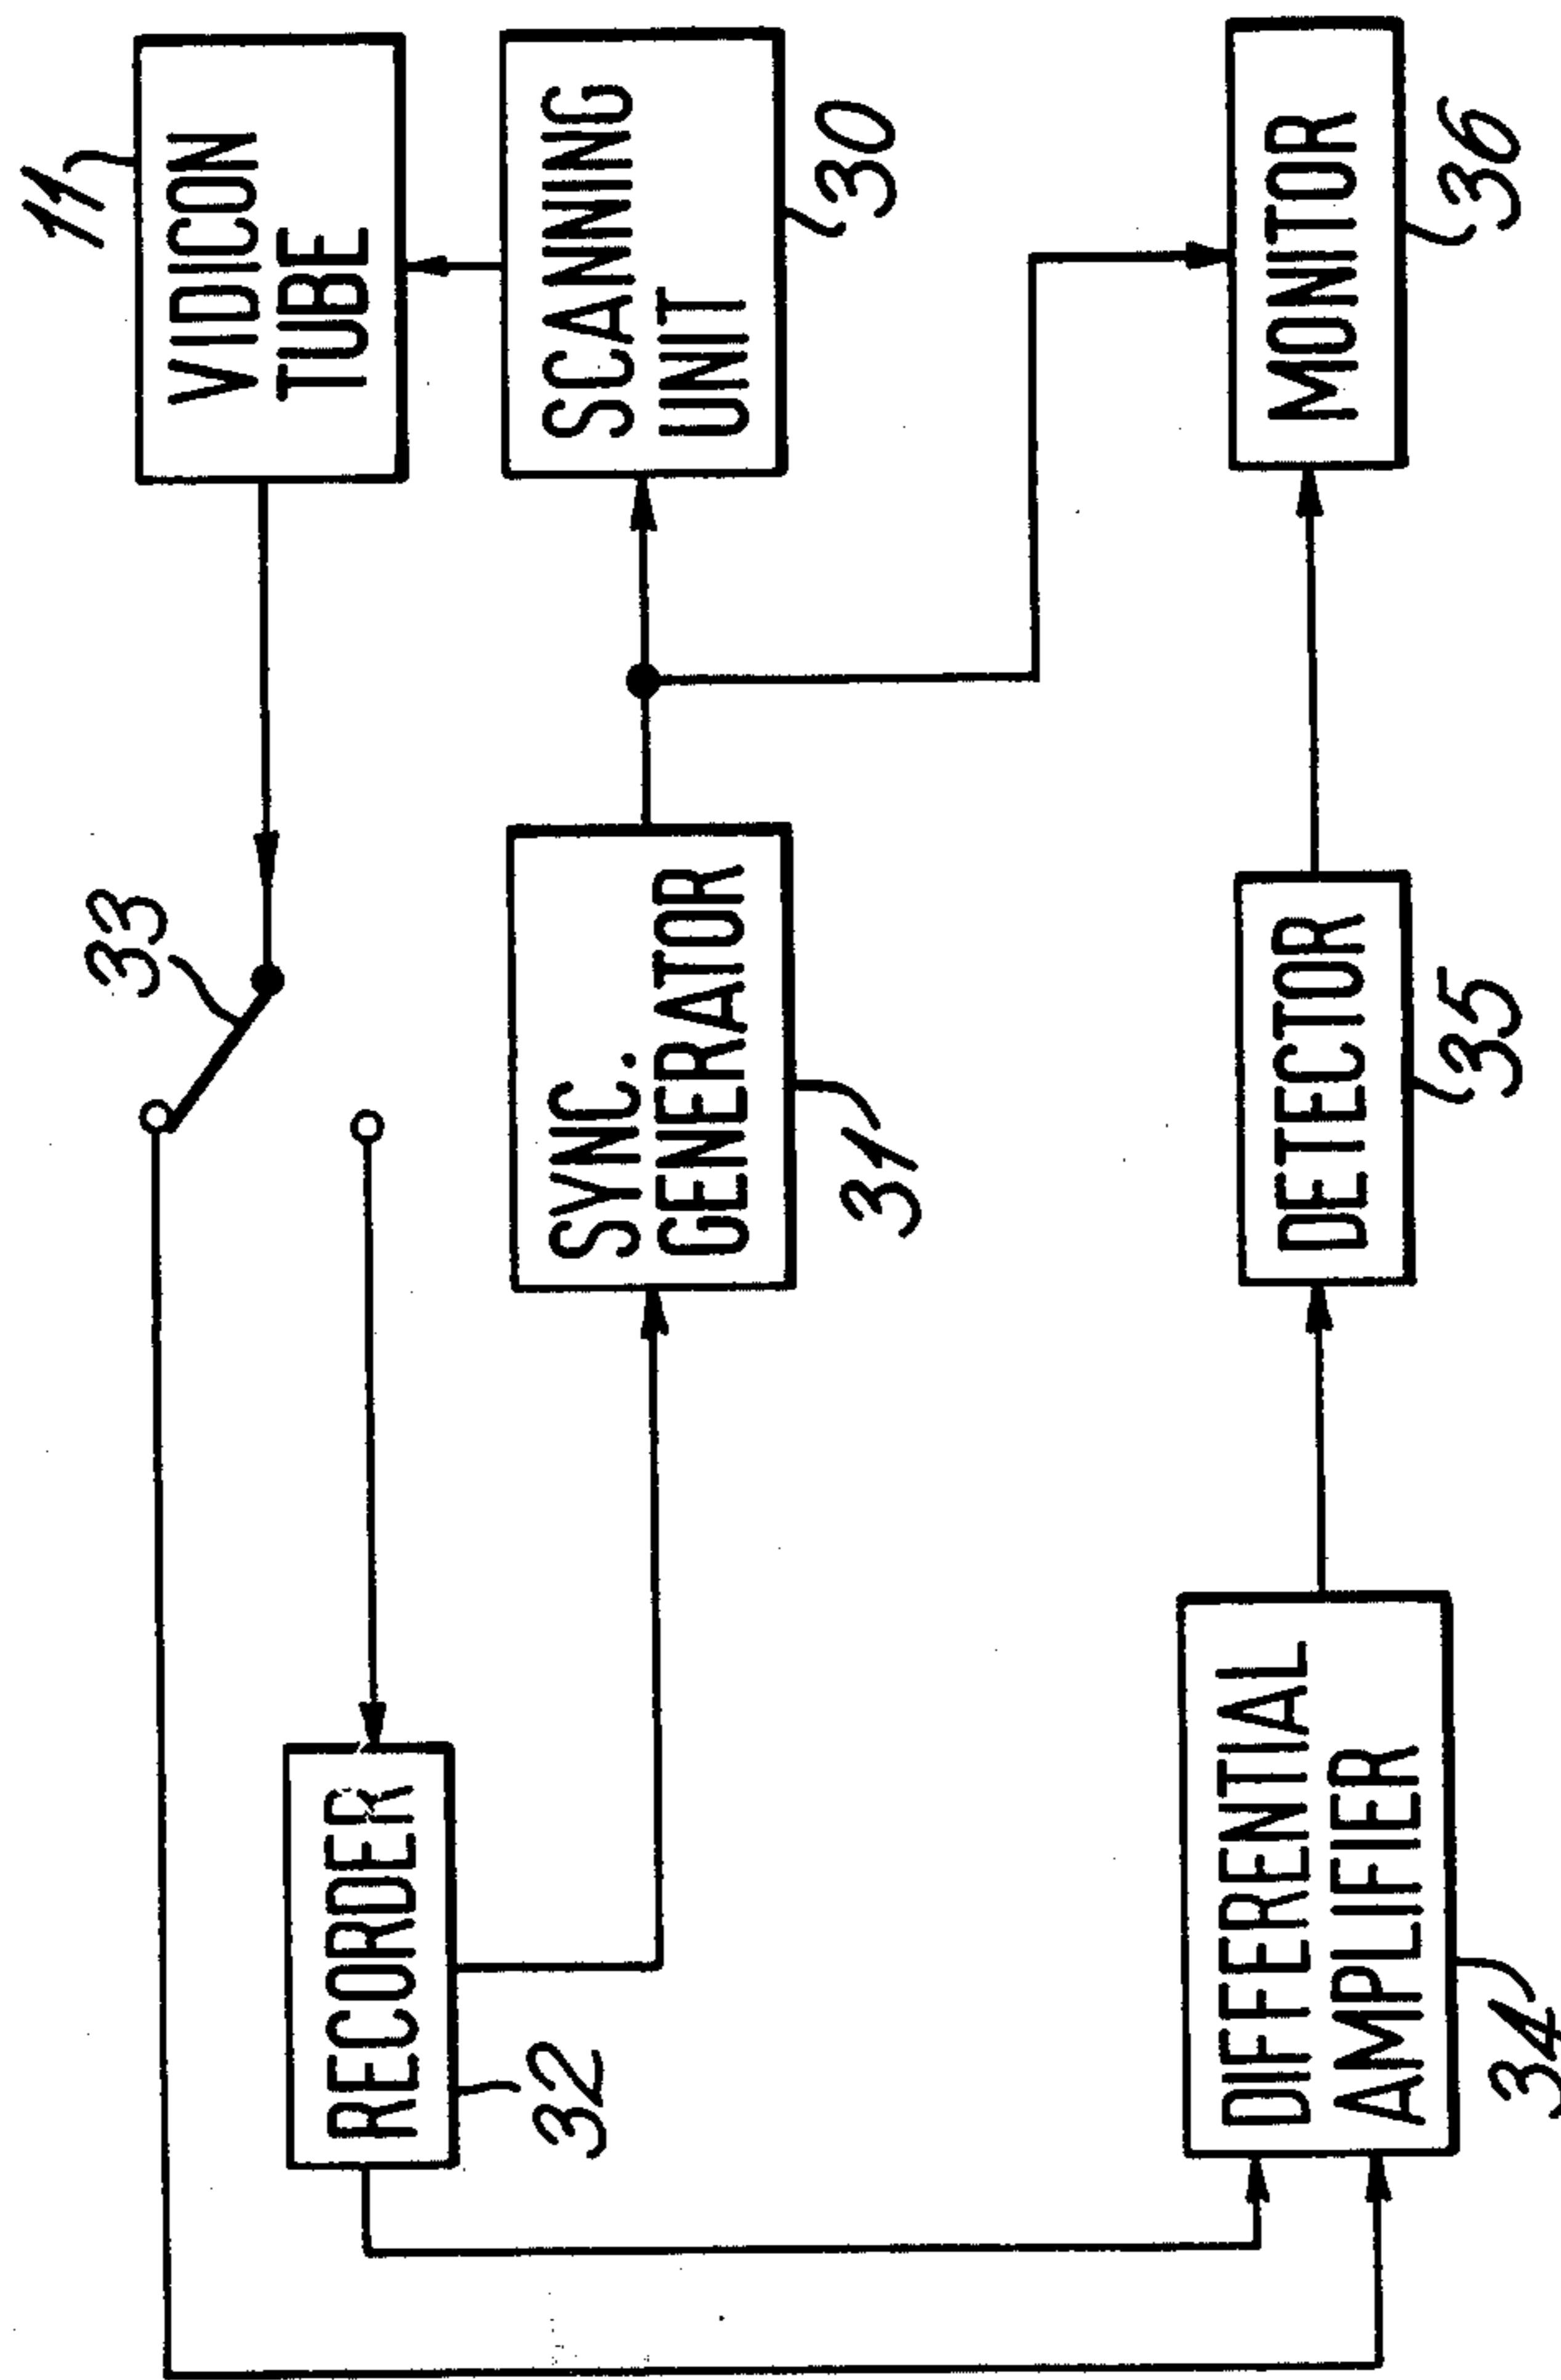 11
VIDICON
TUBE
33
SCANNING
UNIT
30
SYNC.
GENERATOR
31
RECORDER
32
MONITOR
36
DETECTOR
35
DIFFERENTIAL
AMPLIFIER
34